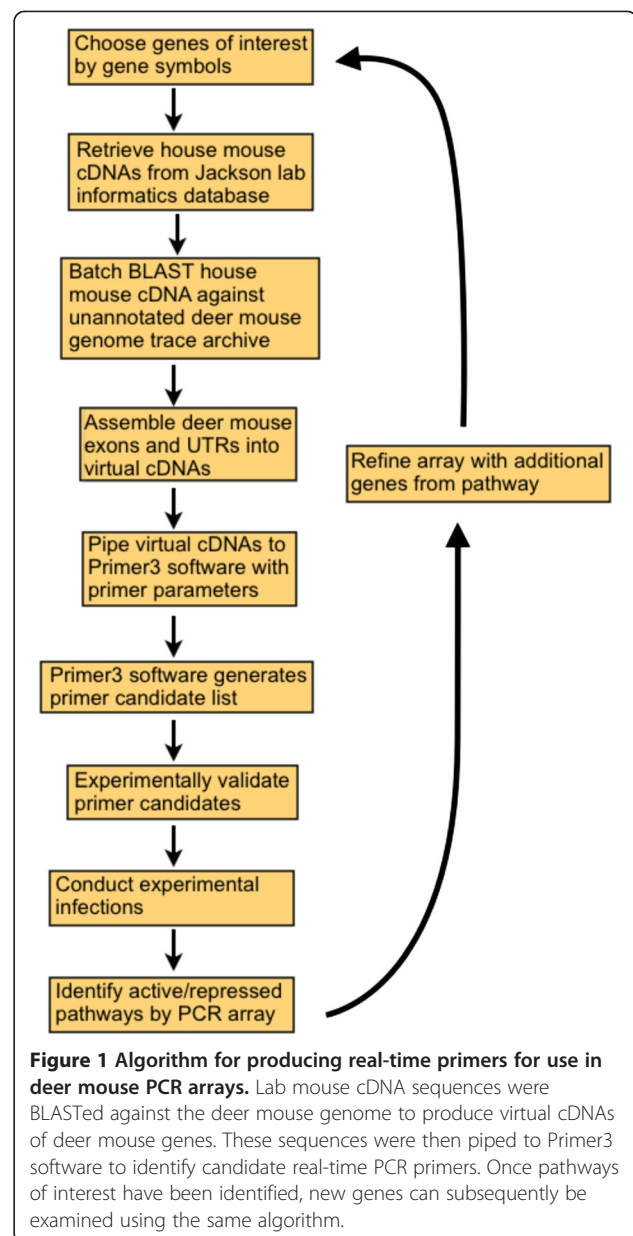 Choose genes of interest
by gene symbols
Retrieve house mouse
cDNAs from Jackson lab
informatics database
Batch BLAST house
mouse cDNA against
unannotated deer mouse
genome trace archive
Assemble deer mouse
exons and UTRs into
virtual cDNAs
Pipe virtual cDNAs to
Primer3 software with
primer parameters
Primer3 software generates
primer candidate list
Experimentally validate
primer candidates
Conduct experimental
infections
Identify active/repressed
pathways by PCR array
Refine array with additional
genes from pathway
Figure 1 Algorithm for producing real-time primers for use in
deer mouse PCR arrays. Lab mouse cDNA sequences were
BLASTed against the deer mouse genome to produce virtual cDNAs
of deer mouse genes. These sequences were then piped to Primer3
software to identify candidate real-time PCR primers. Once pathways
of interest have been identified, new genes can subsequently be
examined using the same algorithm.